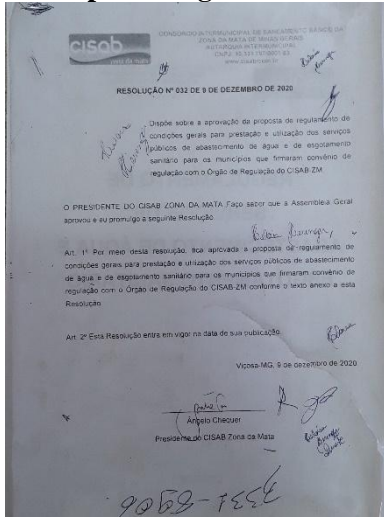 cisab
zona da mata
CONSÓRCIO INTERMUNICIPAL DE SANEAMENTO BÁSICO DA
ZONA DA MATA DE MINAS GERAIS
AUTARQUIA INTERMUNICIPAL
RESOLUÇÃO Nº 032 DE 9 DE DEZEMBRO DE 2020
Dispõe sobre a aprovação da proposta de regulamento de
condições gerais para prestação e utilização dos serviços
públicos de abastecimento de água e de esgotamento
sanitário para os municípios que firmaram convênio de
regulação com o Órgão de Regulação do CISAB-ZM
O PRESIDENTE DO CISAB ZONA DA MATA Faço saber que a Assembleia Geral
aprovou e eu promulgo a seguinte Resolução
Art. 1º Por meio desta resolução, fica aprovada a proposta de regulamento de
condições gerais para prestação e utilização dos serviços públicos de abastecimento
de água e de esgotamento sanitário para os municípios que firmaram convênio de
regulação com o Órgão de Regulação do CISAB-ZM conforme o texto anexo a esta
Resolução
Art. 2º Esta Resolução entra em vigor na data de sua publicação
Viçosa-MG, 9 de dezembro de 2020
Ângelo Chequer
Presidente do CISAB Zona da Mata